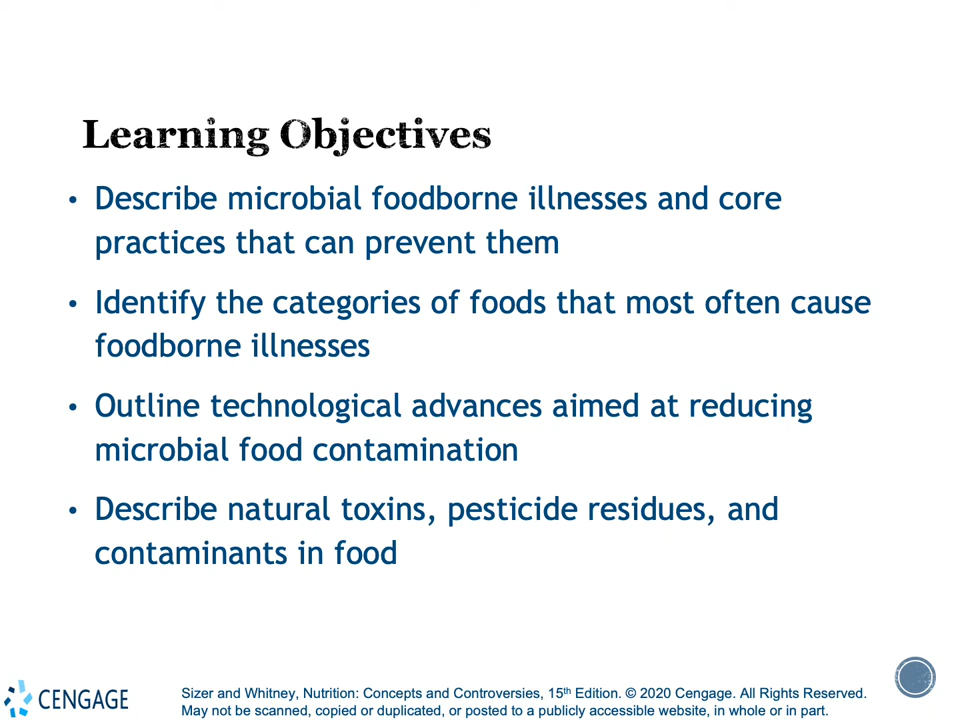 Learning Objectives
• Describe microbial foodborne illnesses and core
practices that can prevent them
• Identify the categories of foods that most often cause
foodborne illnesses
• Outline technological advances aimed at reducing
microbial food contamination
• Describe natural toxins, pesticide residues, and
contaminants in food
CENGAGE
Sizer and Whitney, Nutrition: Concepts and Controversies, 15th Edition. © 2020 Cengage. All Rights Reserved.
May not be scanned, copied or duplicated, or posted to a publicly accessible website, in whole or in part.